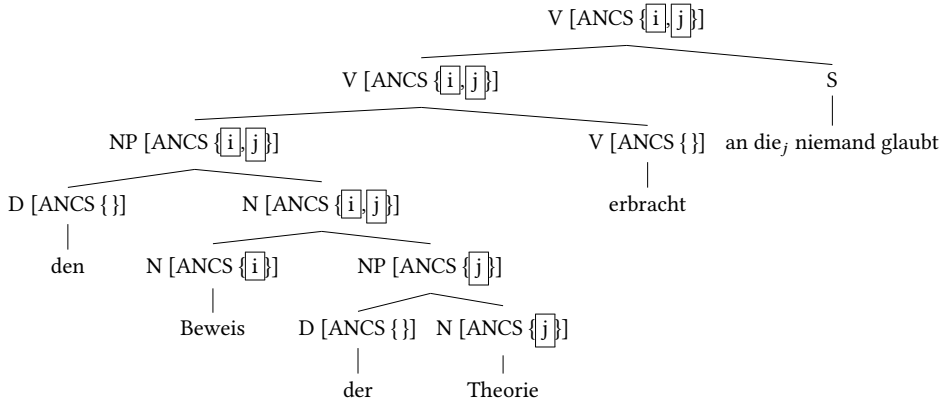 V [ANCS { i , j }]
V [ANCS { i , j }] S
NP [ANCS { i , j }] V [ANCS { }] an die_j niemand glaubt
D [ANCS { }] N [ANCS { i , j }] erbracht
den N [ANCS { i }] NP [ANCS { j }]
Beweis D [ANCS { }] N [ANCS { j }]
der Theorie